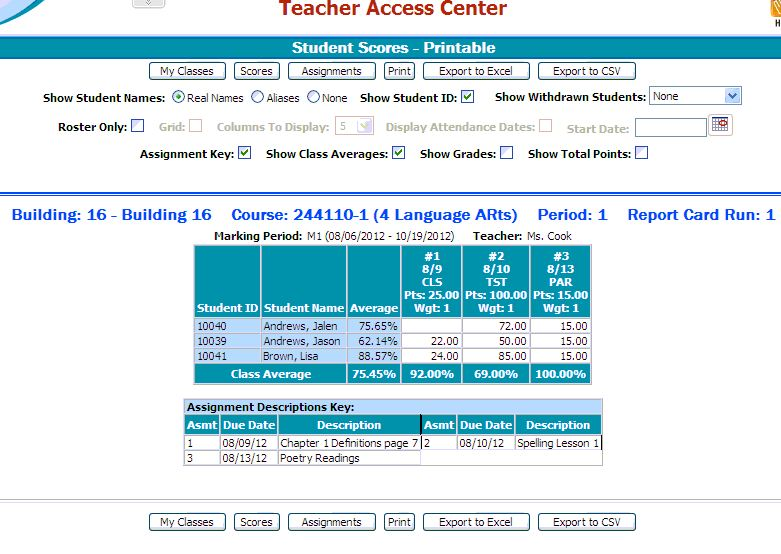 Teacher Access Center
Student Scores - Printable
My Classes Scores Assignments Print Export to Excel Export to CSV
Show Student Names: Real Names Aliases None Show Student ID: Show Withdrawn Students: None
Roster Only: Grid: Columns To Display: 5 Display Attendance Dates: Start Date:
Assignment Key: Show Class Averages: Show Grades: Show Total Points:
Building: 16 - Building 16 Course: 244110-1 (4 Language ARts) Period: 1 Report Card Run: 1
Marking Period: M1 (08/06/2012 - 10/19/2012) Teacher: Ms. Cook
#1 #2 #3
8/9 8/10 8/13
CLS TST PAR
Pts: 25.00 Pts: 100.00 Pts: 15.00
Student ID Student Name Average Wgt: 1 Wgt: 1 Wgt: 1
10040 Andrews, Jalen 75.65% 72.00 15.00
10039 Andrews, Jason 62.14% 22.00 50.00 15.00
10041 Brown, Lisa 88.57% 24.00 85.00 15.00
Class Average 75.45% 92.00% 69.00% 100.00%
Assignment Descriptions Key:
Asmt Due Date Description Asmt Due Date Description
1 08/09/12 Chapter 1 Definitions page 7 2 08/10/12 Spelling Lesson 1
3 08/13/12 Poetry Readings
My Classes Scores Assignments Print Export to Excel Export to CSV